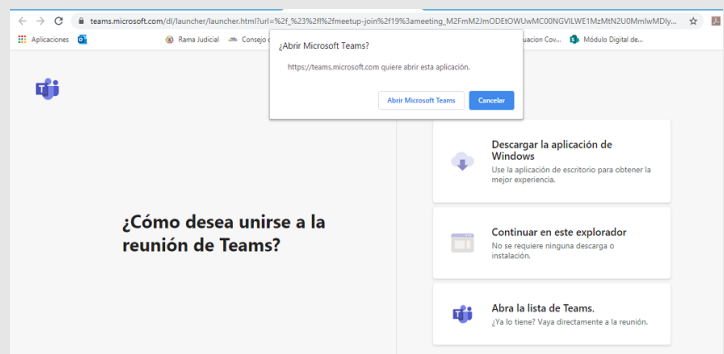 teams.microsoft.com/dl/launcher/launcher.html?url=%2f_%23%2fl%2fmeetup-join%2f19%3ameeting_
Aplicaciones Rama Judicial Consejo Módulo Digital de...
¿Abrir Microsoft Teams?
https://teams.microsoft.com quiere abrir esta aplicación.
Abrir Microsoft Teams Cancelar
¿Cómo desea unirse a la
reunión de Teams?
Descargar la aplicación de
Windows
Use la aplicación de escritorio para obtener la
mejor experiencia.
Continuar en este explorador
No se requiere ninguna descarga o
instalación.
Abra la lista de Teams.
¿Ya lo tiene? Vaya directamente a la reunión.